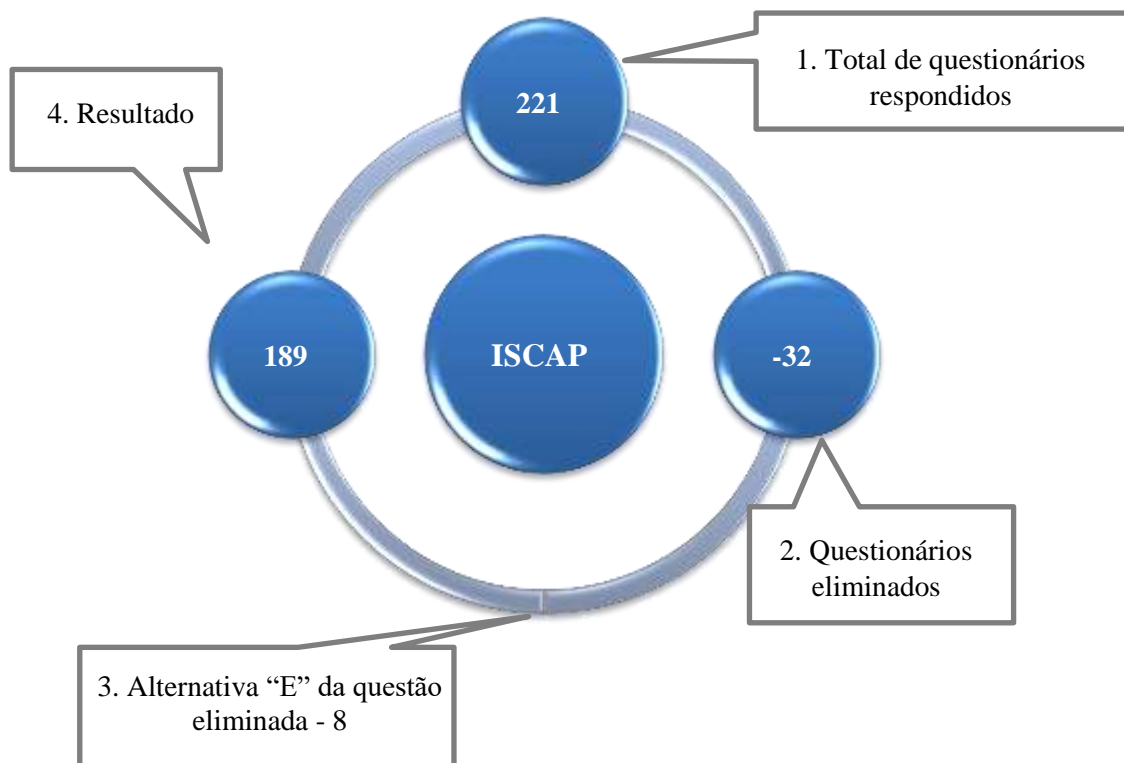 221
1. Total de questionários
respondidos
4. Resultado
189
ISCAP
-32
2. Questionários
eliminados
3. Alternativa “E” da questão
eliminada - 8